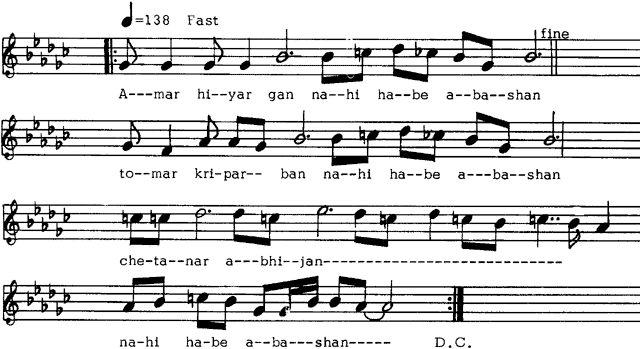 =138 Fast
fine
A---mar hi--yar gan na--hi ha--be a--ba--shan
to--mar kri-par-- ban na--hi ha--be a---ba--shan
che-ta--nar a---bhi-jan---------------------------
na-hi ha-be a--ba---shan----- D.C.